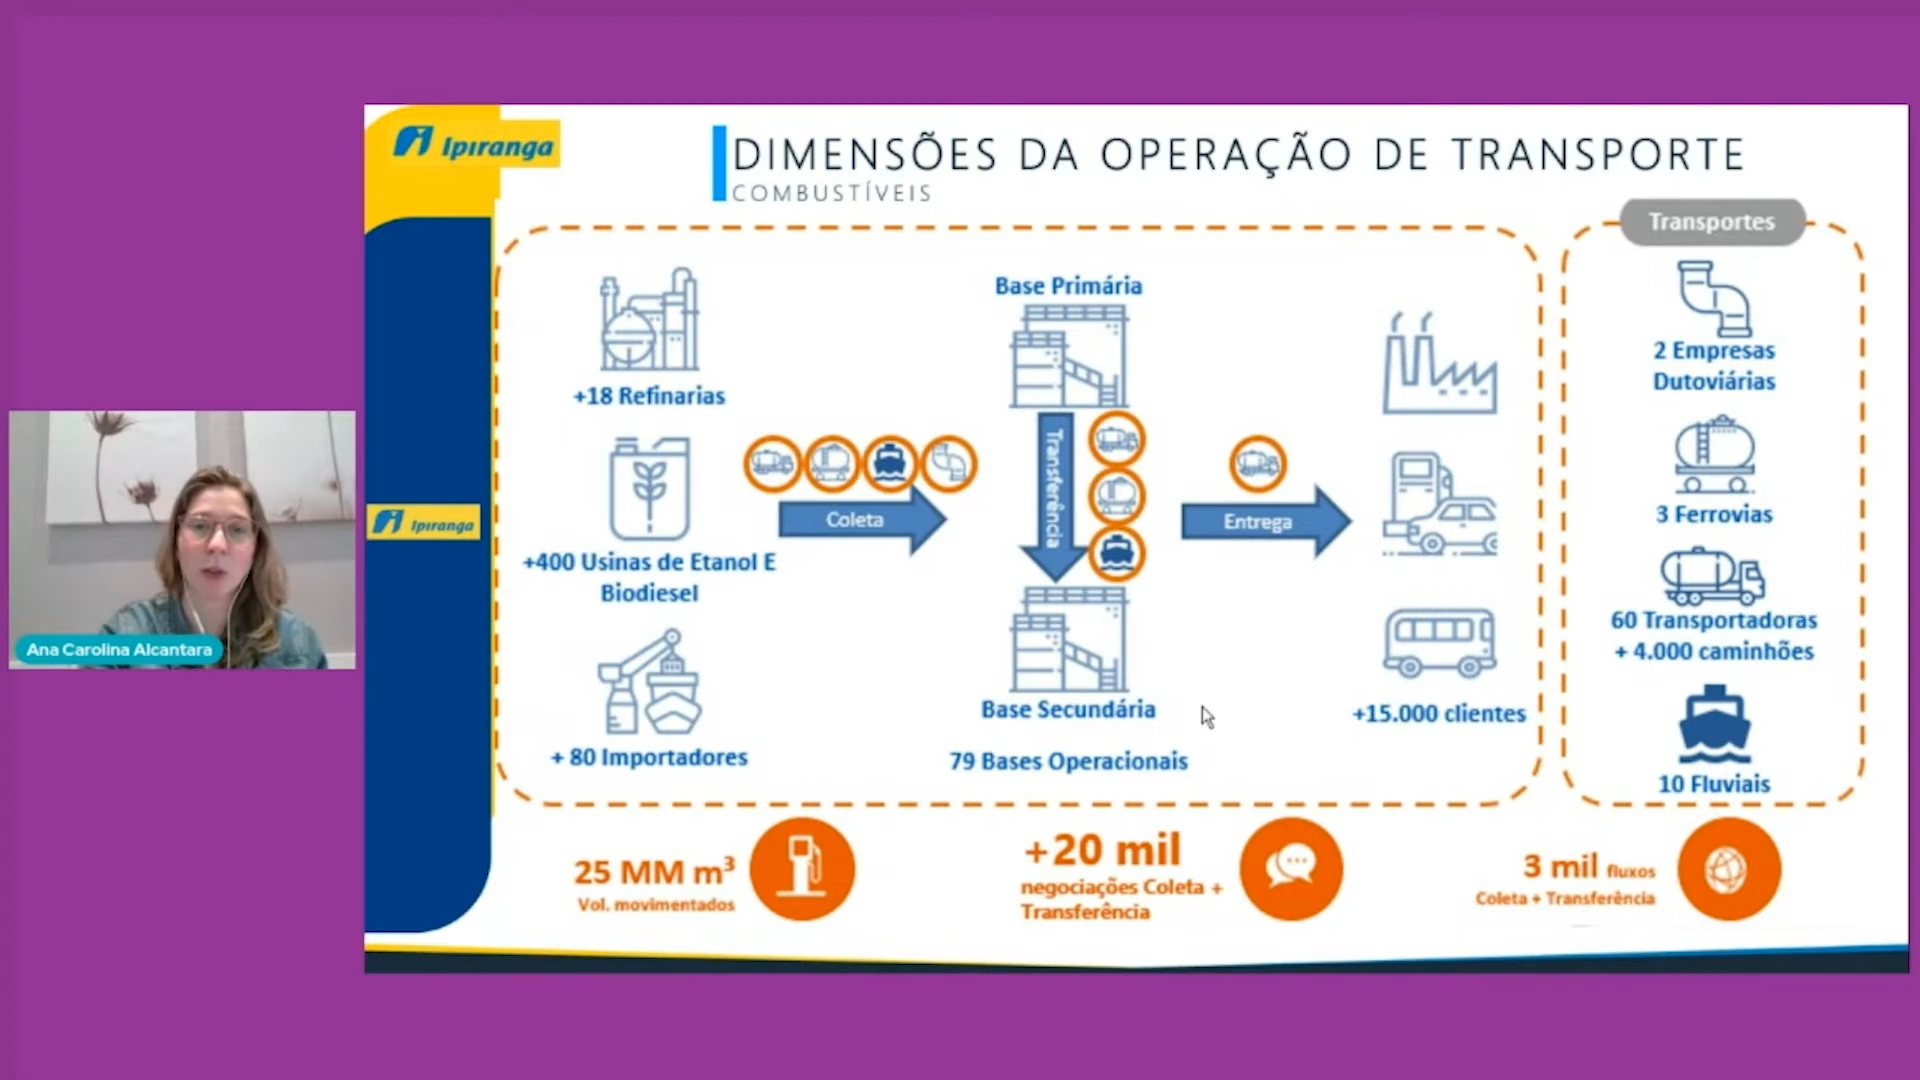 Ipiranga
DIMENSÕES DA OPERAÇÃO DE TRANSPORTE
COMBUSTÍVEIS
+18 Refinarias
+400 Usinas de Etanol E
Biodiesel
+ 80 Importadores
Coleta
Base Primária
Transferência
Base Secundária
79 Bases Operacionais
Entrega
+15.000 clientes
Transportes
2 Empresas
Dutoviárias
3 Ferrovias
60 Transportadoras
+ 4.000 caminhões
10 Fluviais
Ipiranga
Ana Carolina Alcantara
25 MM m³
Vol. movimentados
+20 mil
negociações Coleta +
Transferência
3 mil fluxos
Coleta + Transferência